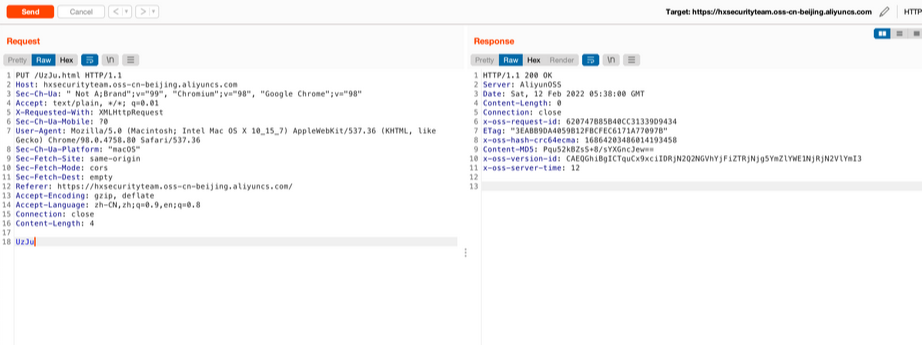 Send Cancel < > Target: https://hxsecurityteam.oss-cn-beijing.aliyuncs.com HTTP
Request
Pretty Raw Hex \n
1 PUT /UzJu.html HTTP/1.1
2 Host: hxsecurityteam.oss-cn-beijing.aliyuncs.com
3 Sec-Ch-Ua: " Not A;Brand";v="99", "Chromium";v="98", "Google Chrome";v="98"
4 Accept: text/plain, */*; q=0.01
5 X-Requested-With: XMLHttpRequest
6 Sec-Ch-Ua-Mobile: ?0
7 User-Agent: Mozilla/5.0 (Macintosh; Intel Mac OS X 10_15_7) AppleWebKit/537.36 (KHTML, like
Gecko) Chrome/98.0.4758.80 Safari/537.36
8 Sec-Ch-Ua-Platform: "macOS"
9 Sec-Fetch-Site: same-origin
10 Sec-Fetch-Mode: cors
11 Sec-Fetch-Dest: empty
12 Referer: https://hxsecurityteam.oss-cn-beijing.aliyuncs.com/
13 Accept-Encoding: gzip, deflate
14 Accept-Language: zh-CN,zh;q=0.9,en;q=0.8
15 Connection: close
16 Content-Length: 4
17
18 UzJu
Response
Pretty Raw Hex Render \n
1 HTTP/1.1 200 OK
2 Server: AliyunOSS
3 Date: Sat, 12 Feb 2022 05:38:00 GMT
4 Content-Length: 0
5 Connection: close
6 x-oss-request-id: 620747B85B40CC31339D9434
7 ETag: "3EABB9DA4059B12FBCFEC6171A77097B"
8 x-oss-hash-crc64ecma: 16864203486014193458
9 Content-MD5: Pqu52kBZsS+8/sYXGncJew==
10 x-oss-version-id:
11 x-oss-server-time: 12
12
13